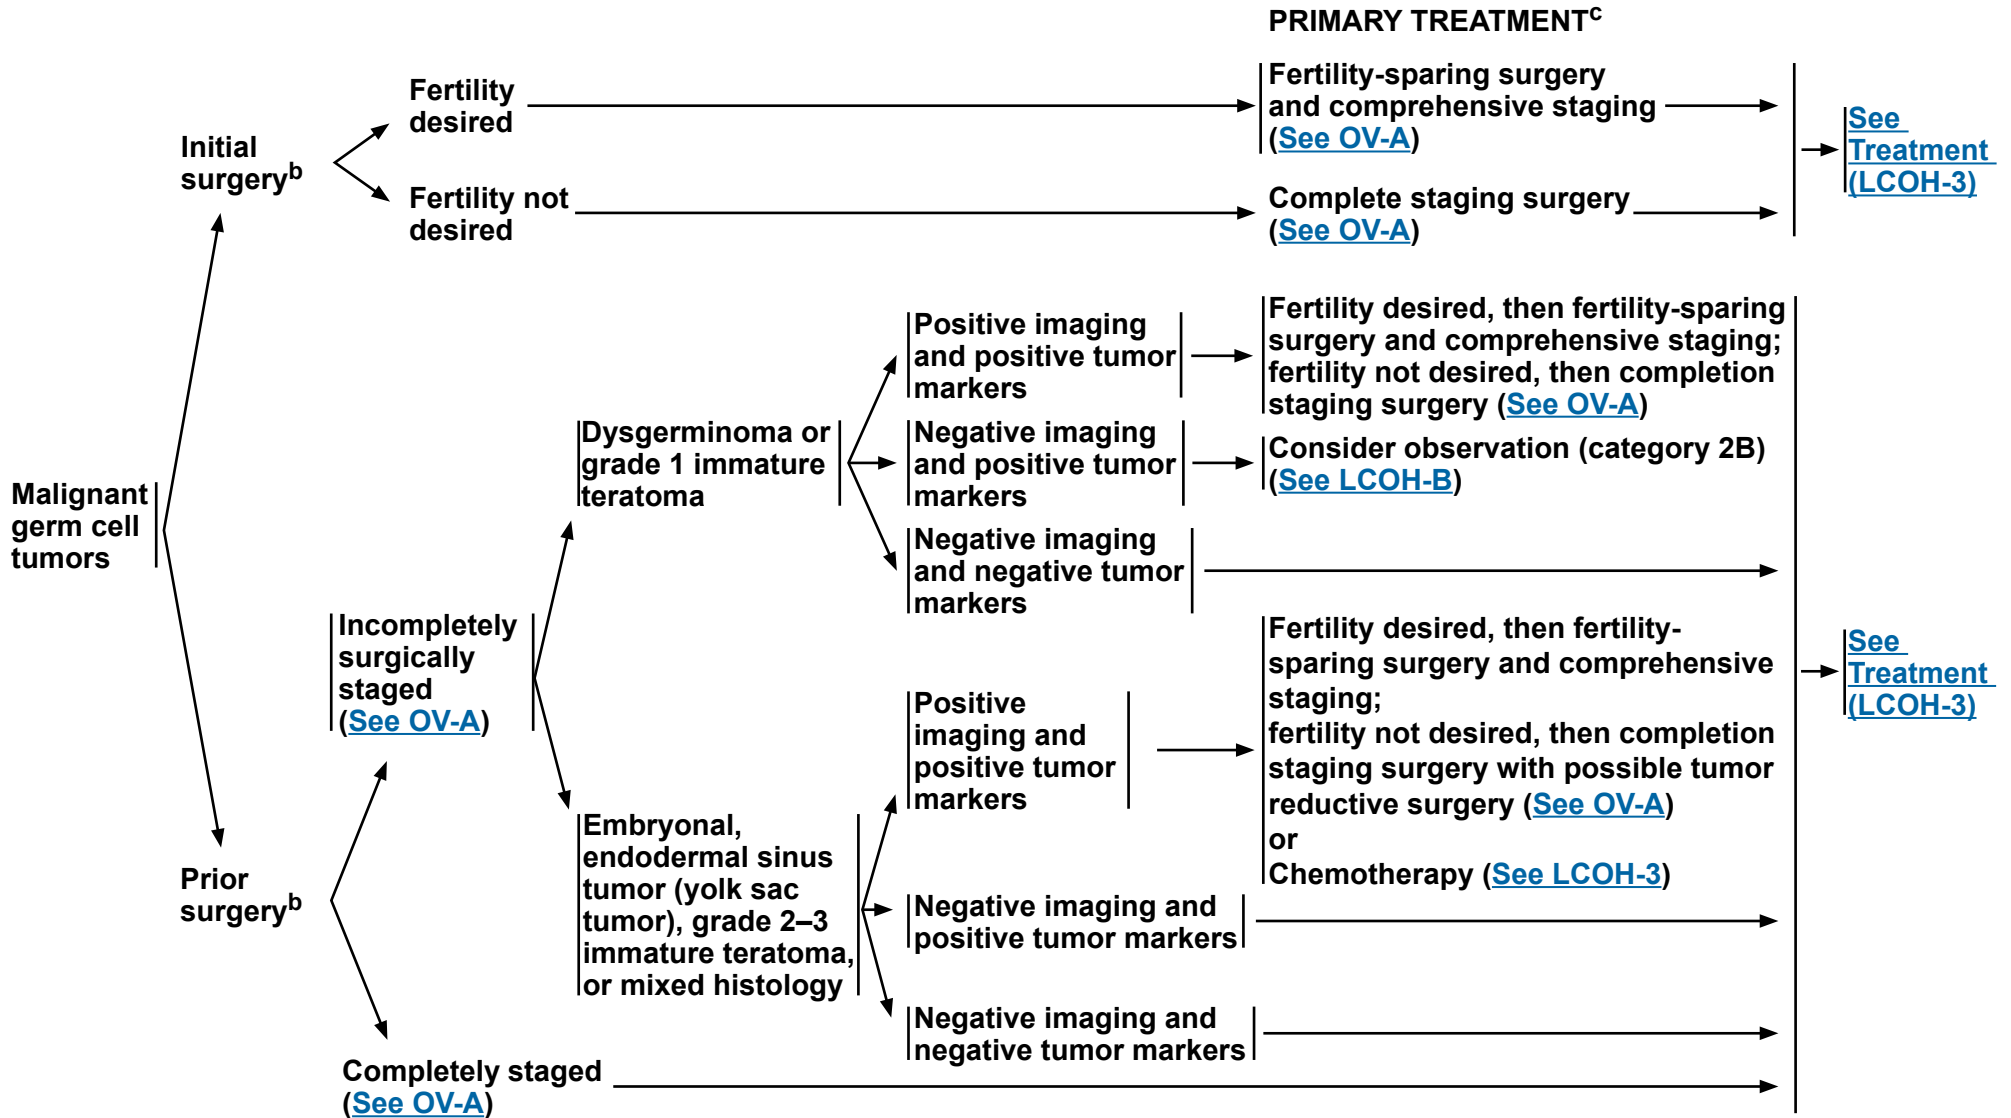 PRIMARY TREATMENTc
Initial
surgeryb
Fertility
desired
Fertility-sparing surgery
and comprehensive staging
(See OV-A)
Fertility not
desired
Complete staging surgery
(See OV-A)
See
Treatment
(LCOH-3)
Malignant
germ cell
tumors
Prior
surgeryb
Incompletely
surgically
staged
(See OV-A)
Dysgerminoma or
grade 1 immature
teratoma
Positive imaging
and positive tumor
markers
Fertility desired, then fertility-sparing
surgery and comprehensive staging;
fertility not desired, then completion
staging surgery (See OV-A)
Negative imaging
and positive tumor
markers
Consider observation (category 2B)
(See LCOH-B)
Negative imaging
and negative tumor
markers
Embryonal,
endodermal sinus
tumor (yolk sac
tumor), grade 2–3
immature teratoma,
or mixed histology
Positive
imaging and
positive tumor
markers
Fertility desired, then fertility-
sparing surgery and comprehensive
staging;
fertility not desired, then completion
staging surgery with possible tumor
reductive surgery (See OV-A)
or
Chemotherapy (See LCOH-3)
Negative imaging and
positive tumor markers
Negative imaging and
negative tumor markers
Completely staged
(See OV-A)
See
Treatment
(LCOH-3)